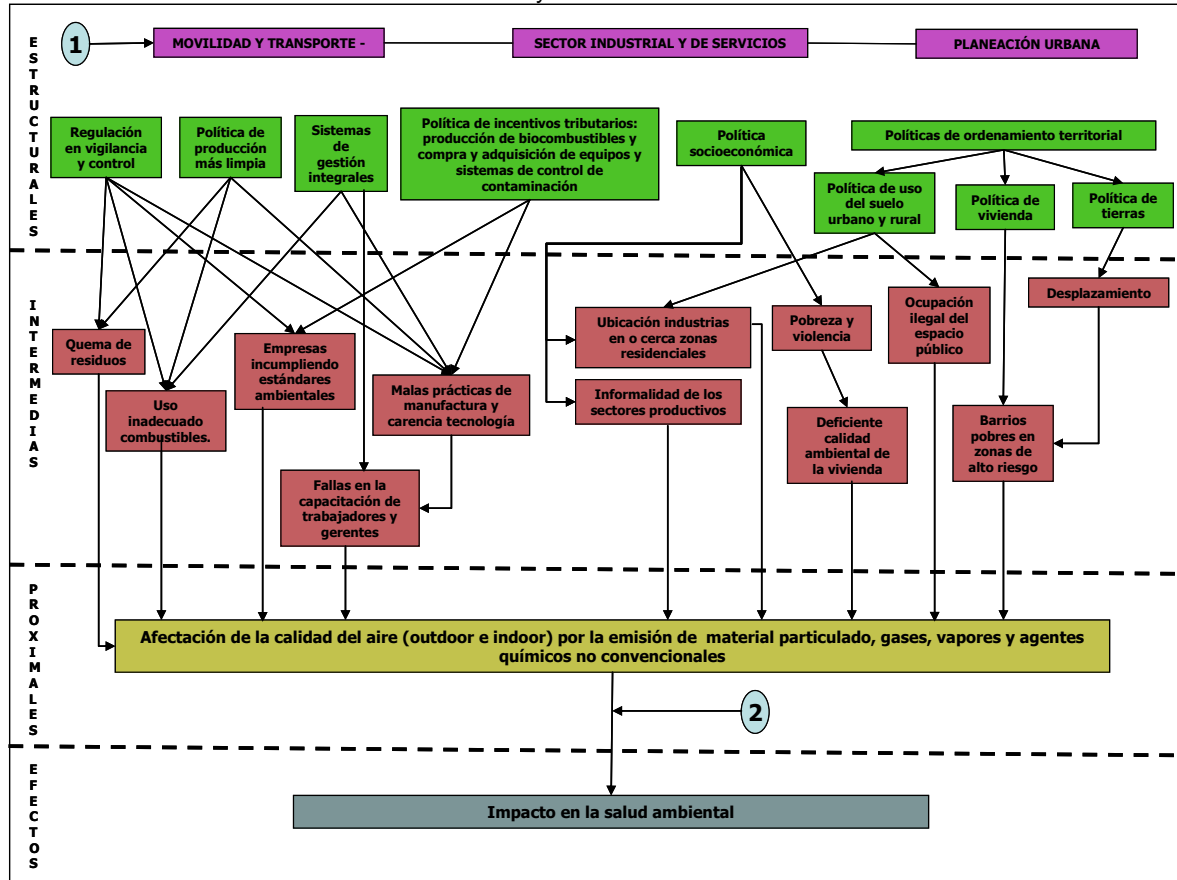 y
ESTRUCTURALES
1
MOVILIDAD Y TRANSPORTE -
SECTOR INDUSTRIAL Y DE SERVICIOS
PLANEACIÓN URBANA
Regulación
en vigilancia
y control
Política de
producción
más limpia
Sistemas
de
gestión
integrales
Política de incentivos tributarios:
producción de biocombustibles y
compra y adquisición de equipos y
sistemas de control de
contaminación
Política
socioeconómica
Políticas de ordenamiento territorial
Política de uso
del suelo
urbano y rural
Política de
vivienda
Política de
tierras
INTERMEDIAS
Quema de
residuos
Uso
inadecuado
combustibles.
Empresas
incumpliendo
estándares
ambientales
Malas prácticas de
manufactura y
carencia tecnología
Fallas en la
capacitación de
trabajadores y
gerentes
Ubicación industrias
en o cerca zonas
residenciales
Informalidad de los
sectores productivos
Pobreza y
violencia
Deficiente
calidad
ambiental de
la vivienda
Ocupación
ilegal del
espacio
público
Desplazamiento
Barrios
pobres en
zonas de
alto riesgo
PROXIMALES
Afectación de la calidad del aire (outdoor e indoor) por la emisión de material particulado, gases, vapores y agentes
químicos no convencionales
2
EFECTOS
Impacto en la salud ambiental